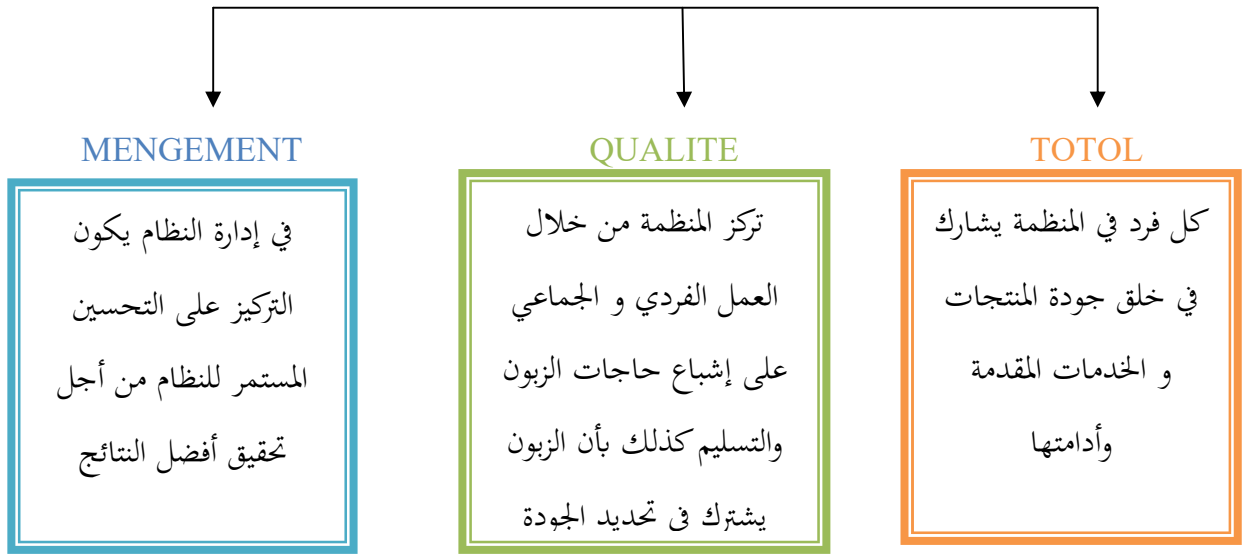 TOTOL
كل فرد في المنظمة يشارك
في خلق جودة المنتجات
و الخدمات المقدمة
وأدامتها
QUALITE
تركز المنظمة من خلال
العمل الفردي و الجماعي
على إشباع حاجات الزبون
والتسليم كذلك بأن الزبون
يشترك في تحديد الجودة
MENGEMENT
في إدارة النظام يكون
التركيز على التحسين
المستمر للنظام من أجل
تحقيق أفضل النتائج